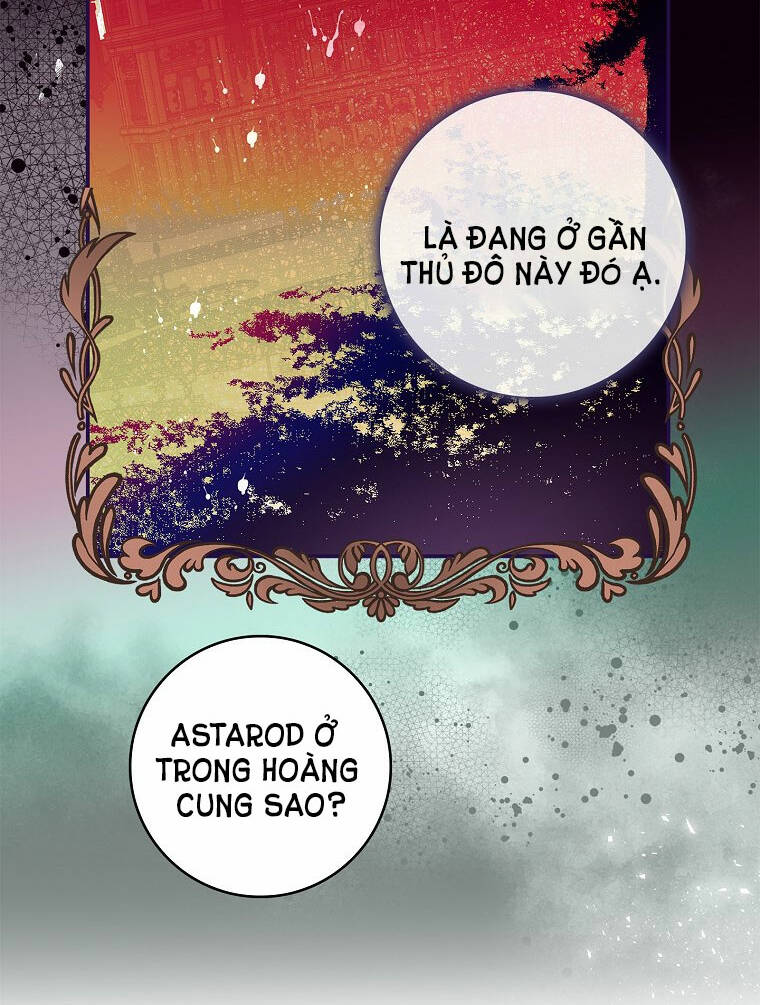 LÀ ĐANG Ở GẦN
THỦ ĐÔ NÀY ĐÓ Ạ.
ASTAROD Ở
TRONG HOÀNG
CUNG SAO?